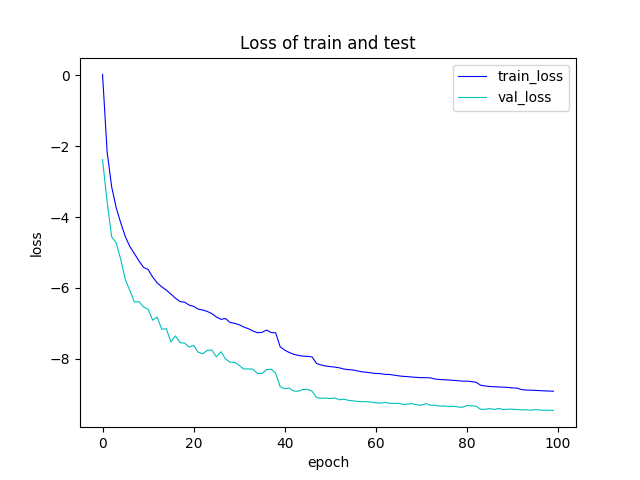 Loss of train and test
train_loss
val_loss
0
−2
−4
−6
−8
loss
0 20 40 60 80 100
epoch